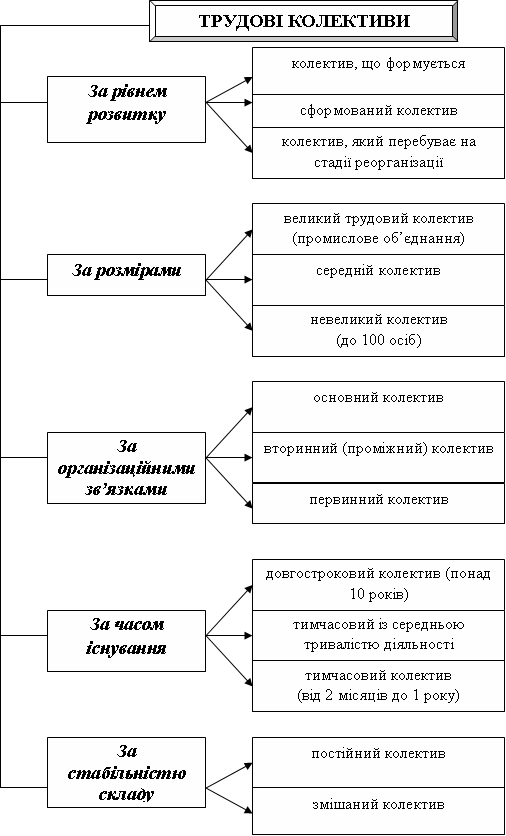 ТРУДОВІ КОЛЕКТИВИ
За рівнем
розвитку
колектив, що формується
сформований колектив
колектив, який перебуває на
стадії реорганізації
За розмірами
великий трудовий колектив
(промислове об’єднання)
середній колектив
невеликий колектив
(до 100 осіб)
За
організаційними
зв’язками
основний колектив
вторинний (проміжний) колектив
первинний колектив
За часом
існування
довгостроковий колектив (понад
10 років)
тимчасовий із середньою
тривалістю діяльності
тимчасовий колектив
(від 2 місяців до 1 року)
За
стабільністю
складу
постійний колектив
змішаний колектив